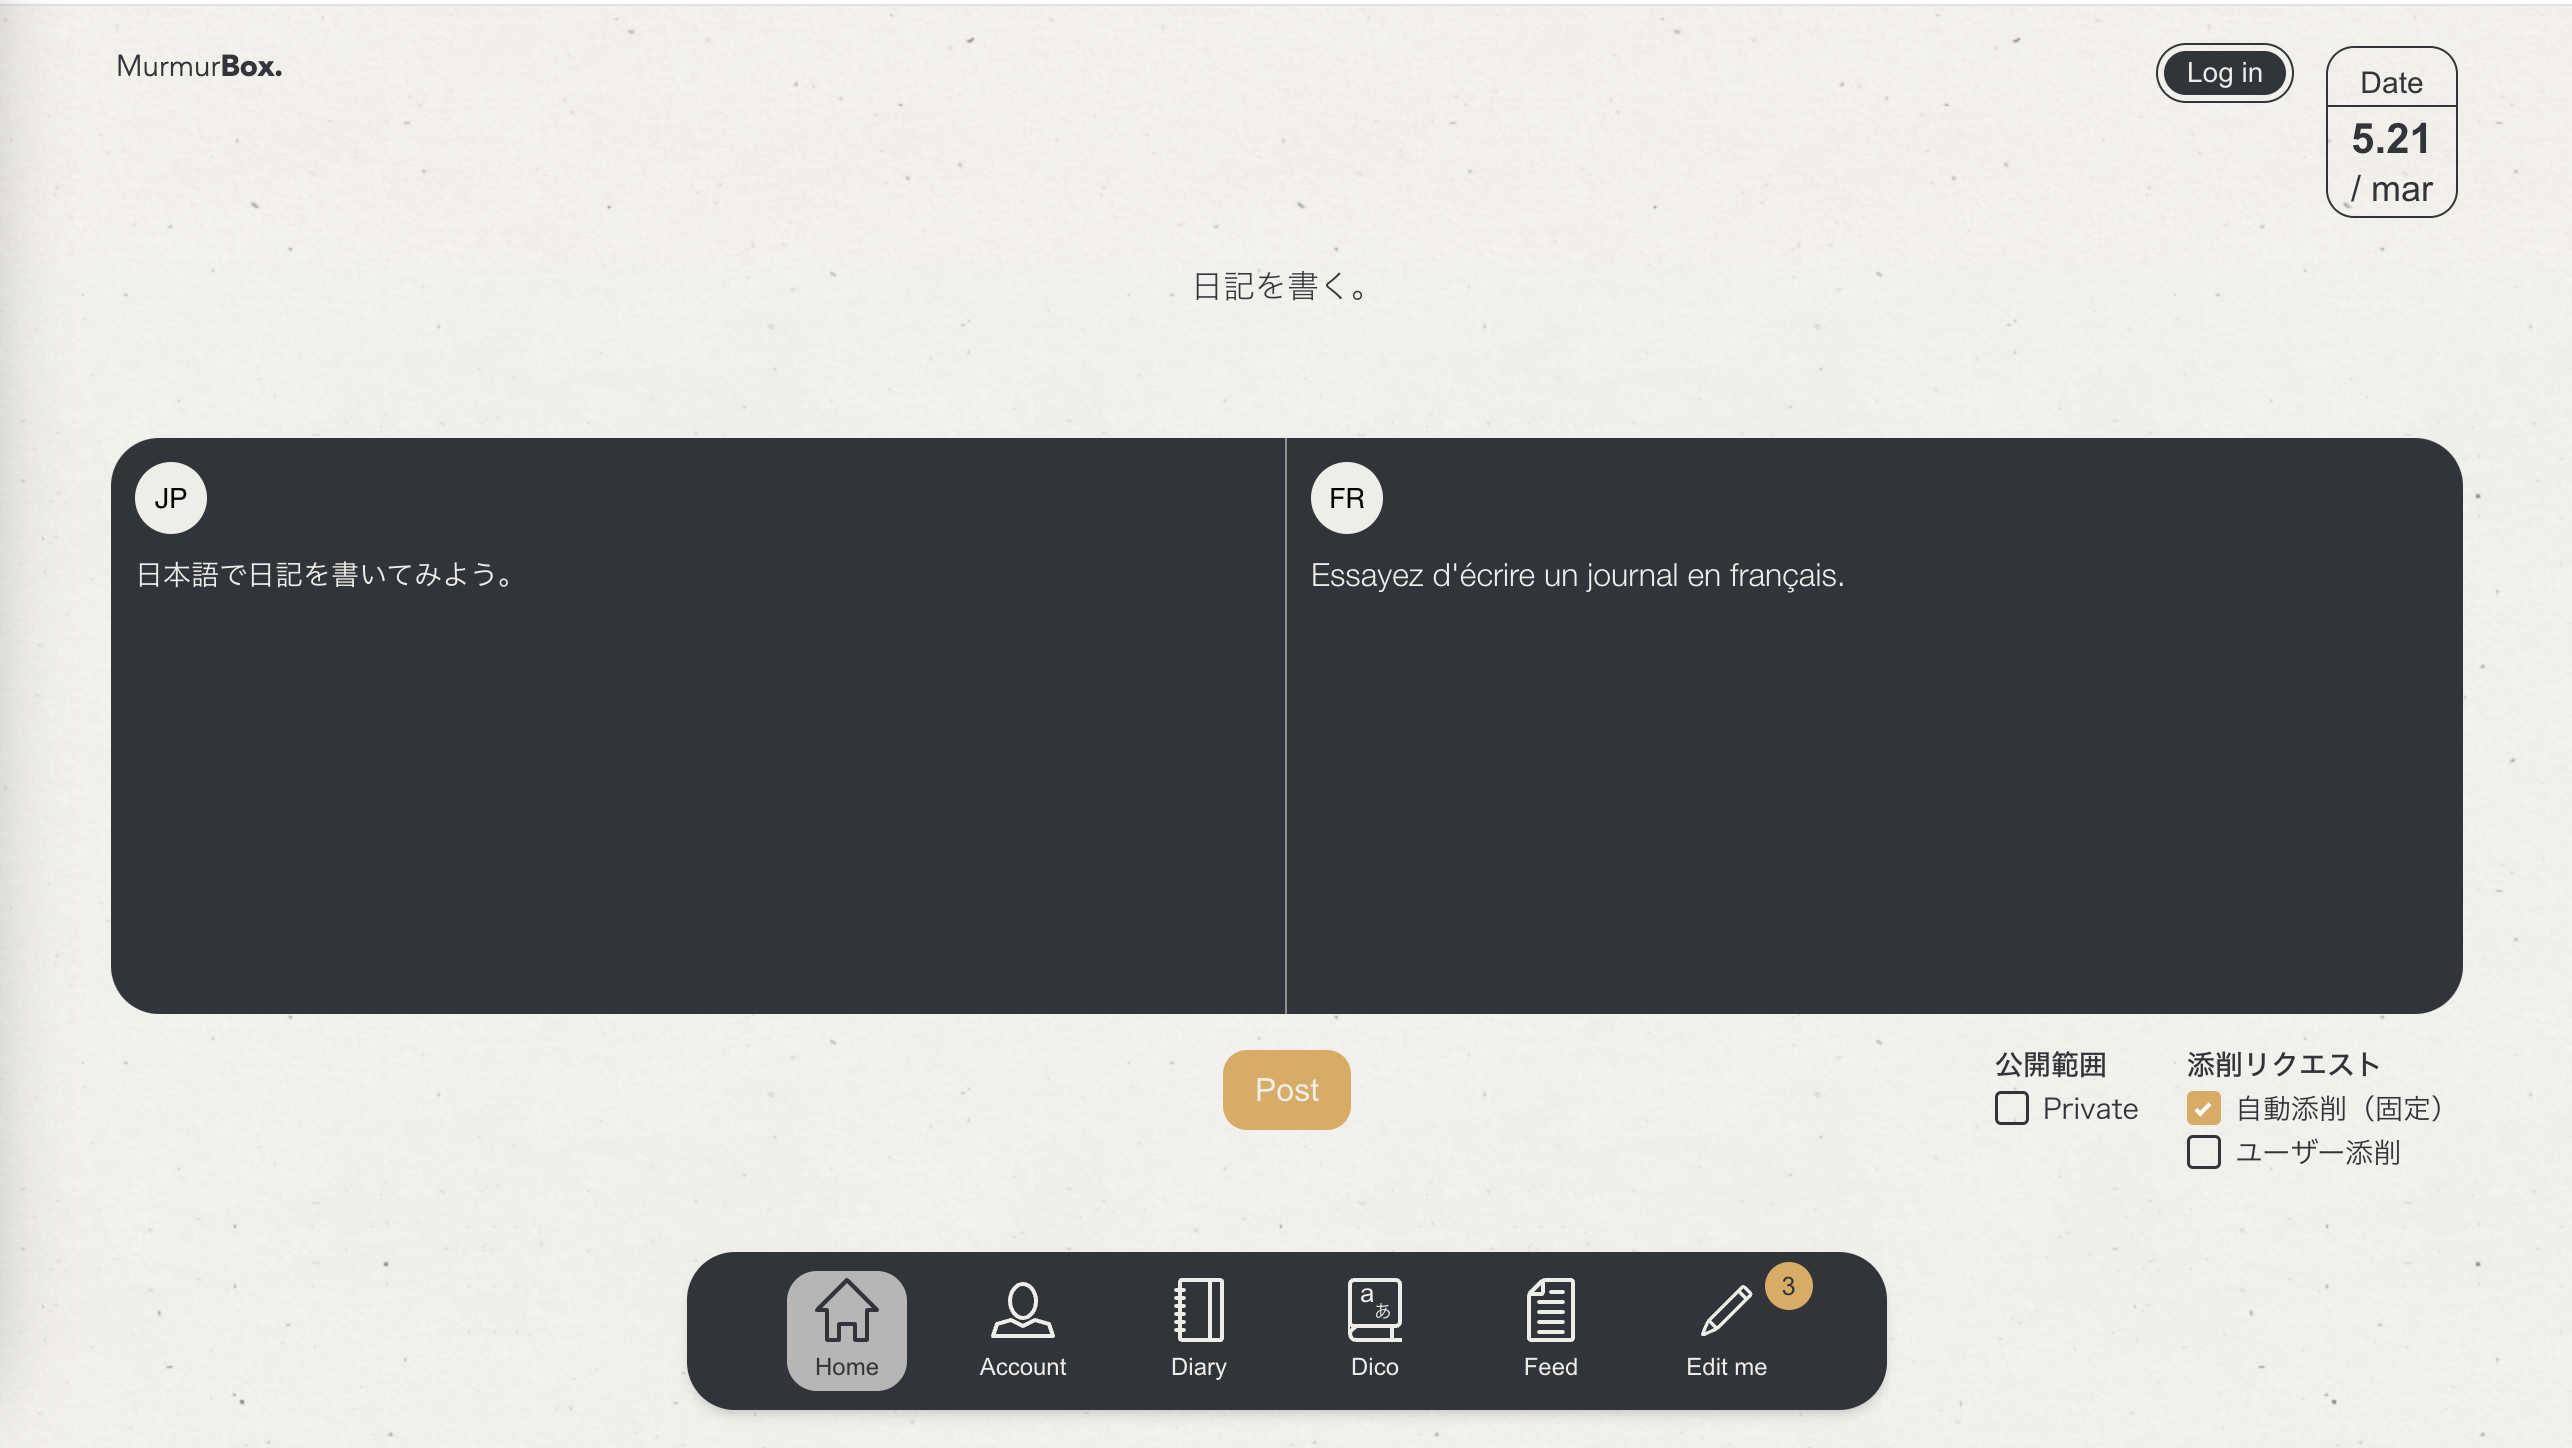 MurmurBox.
Log in
Date
5.21
/ mar
日記を書く。
JP
日本語で日記を書いてみよう。
FR
Essayez d'écrire un journal en français.
Post
公開範囲
Private
添削リクエスト
自動添削（固定）
ユーザー添削
Home
Account
Diary
a
あ
Dico
Feed
Edit me
3